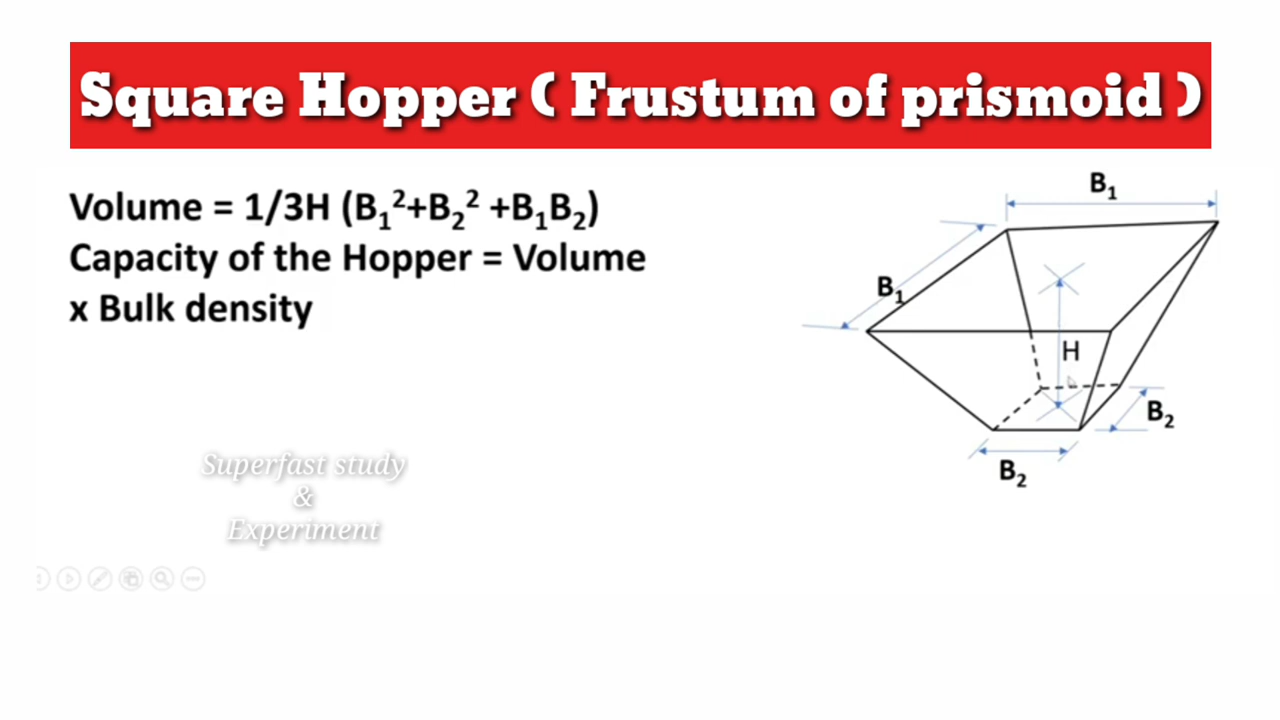 Square Hopper ( Frustum of prismoid )
Volume = 1/3H (B₁²+B₂² +B₁B₂)
Capacity of the Hopper = Volume
x Bulk density
B₁
B₁
H
B₂
B₂
Superfast study
&
Experiment